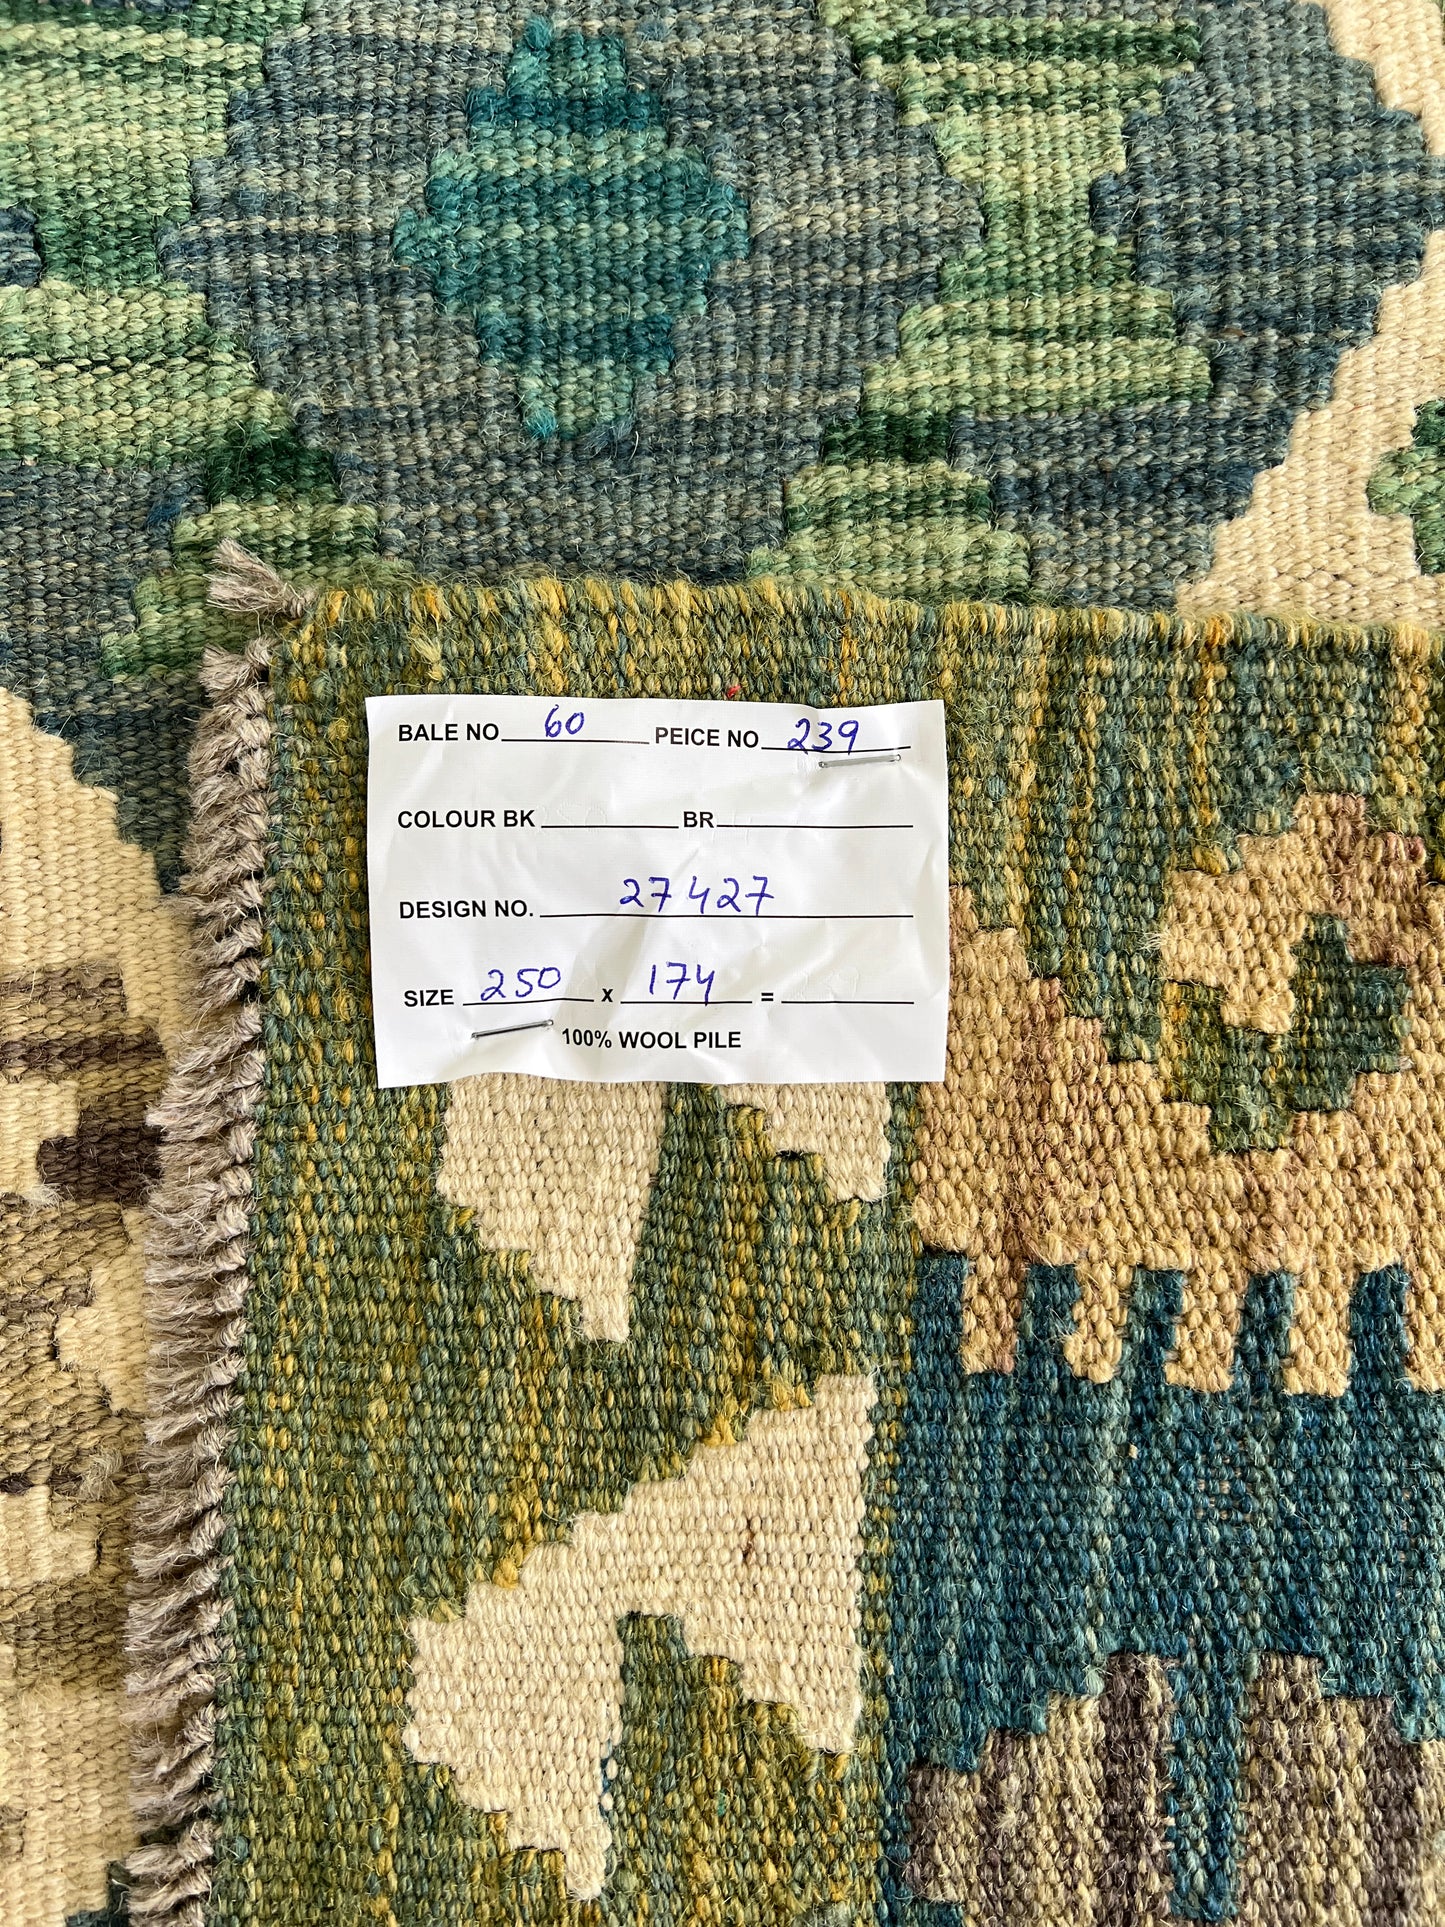 BALE NO 60 PEICE NO 239
COLOUR BK BR
DESIGN NO. 27427
SIZE 250 x 174 =
100% WOOL PILE